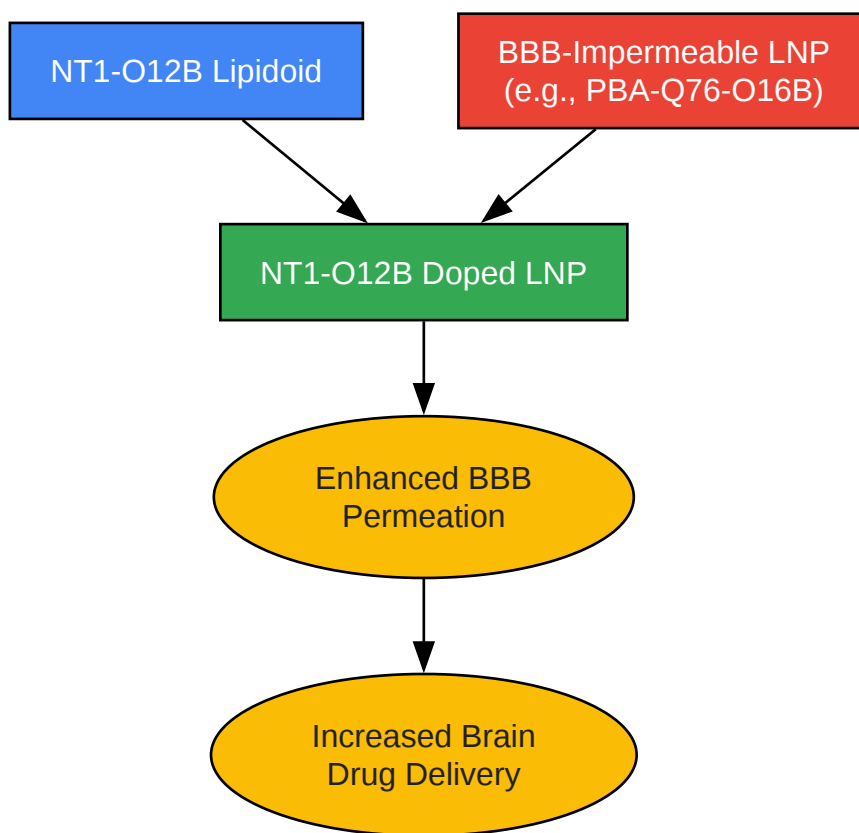 NT1-O12B Lipidoid
BBB-Impermeable LNP
(e.g., PBA-Q76-O16B)
NT1-O12B Doped LNP
Enhanced BBB
Permeation
Increased Brain
Drug Delivery